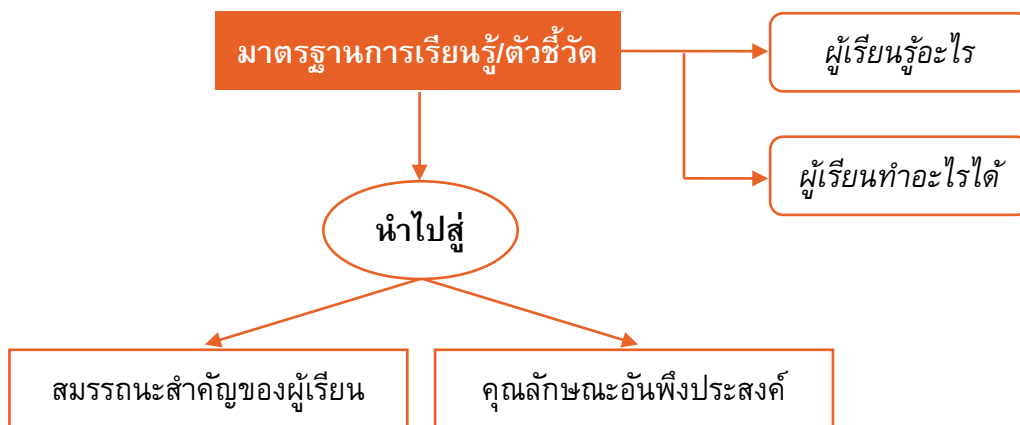 มาตรฐานการเรียนรู้/ตัวชี้วัด
ผู้เรียนรู้อะไร
ผู้เรียนทำอะไรได้
นำไปสู่
สมรรถนะสำคัญของผู้เรียน
คุณลักษณะอันพึงประสงค์